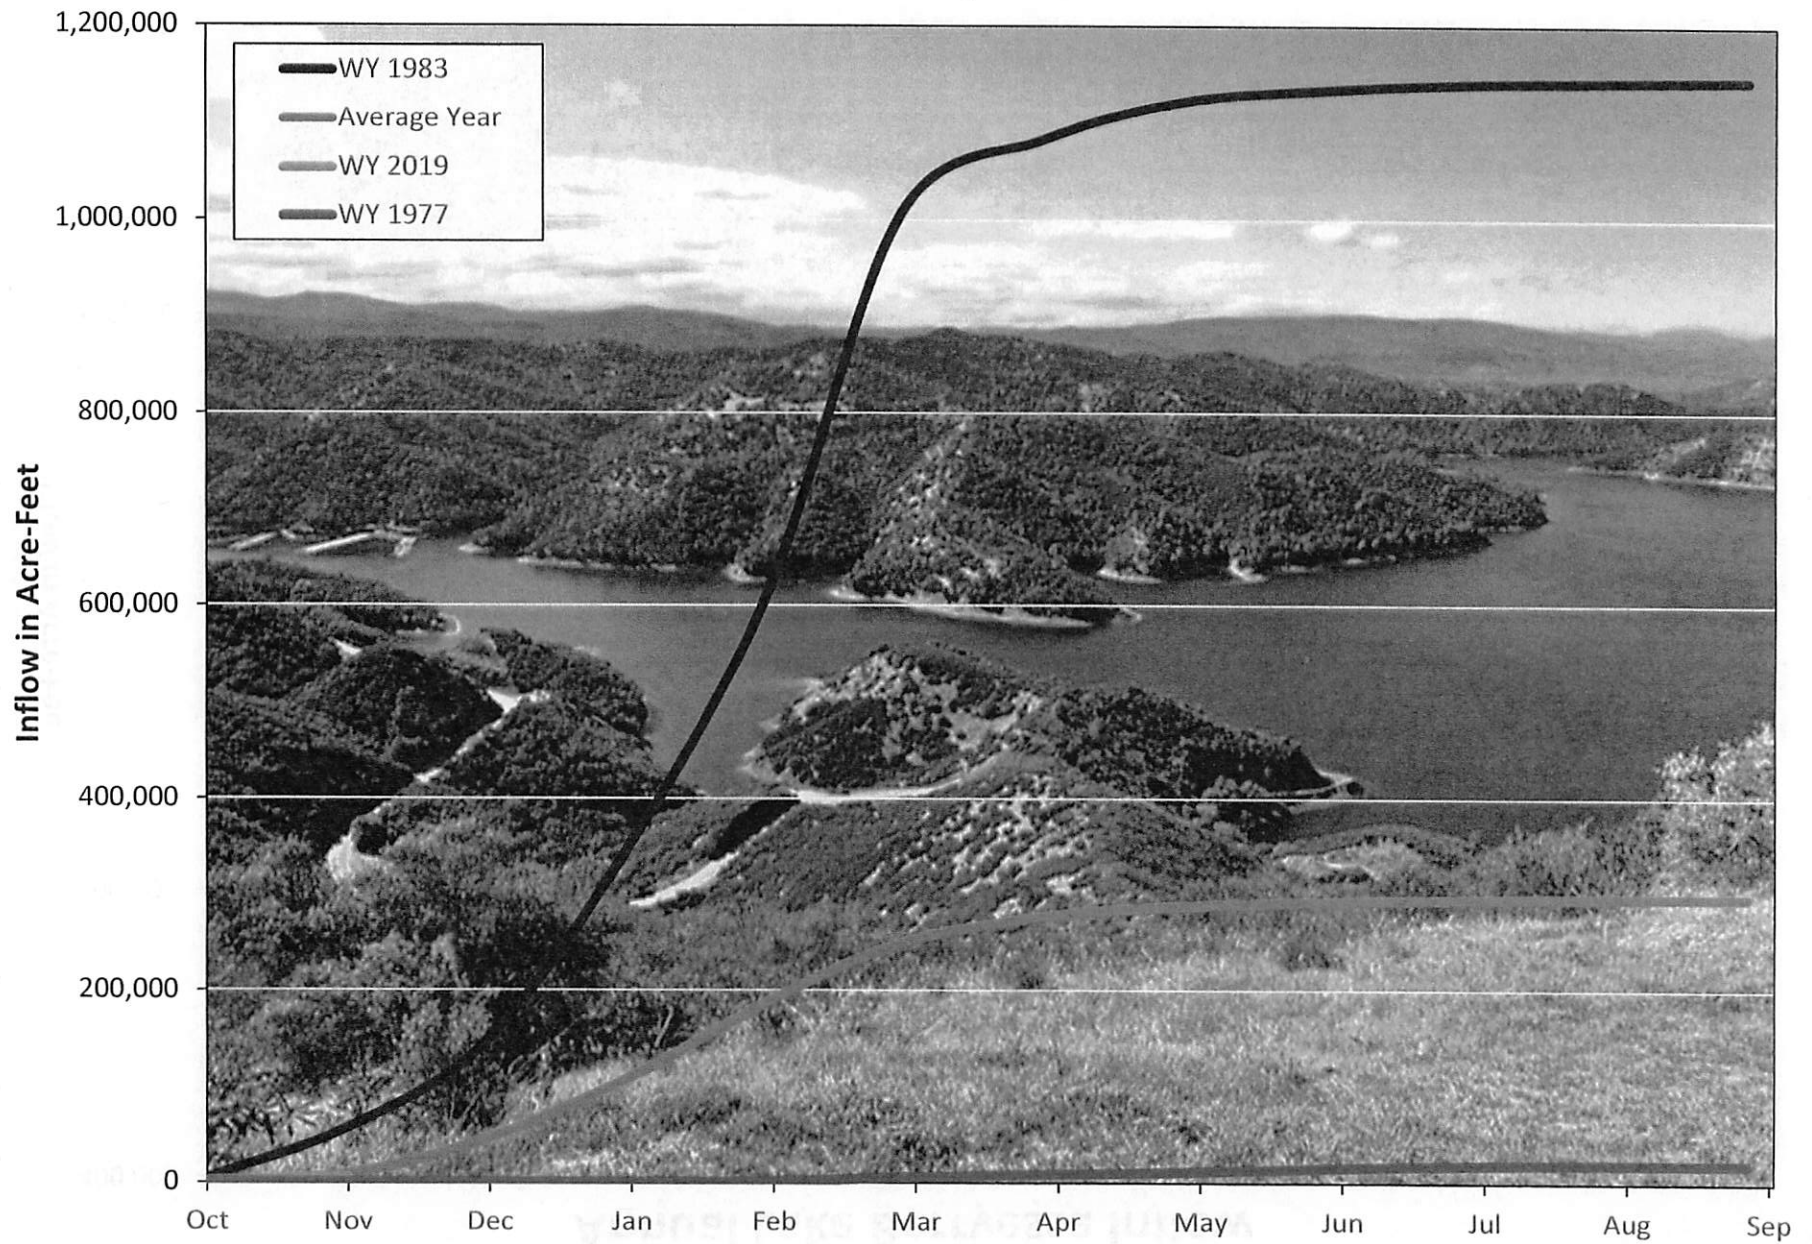 1,200,000
WY 1983
Average Year
WY 2019
WY 1977
1,000,000
800,000
600,000
400,000
200,000
0
Inflow in Acre-Feet
Oct Nov Dec Jan Feb Mar Apr May Jun Jul Aug Sep